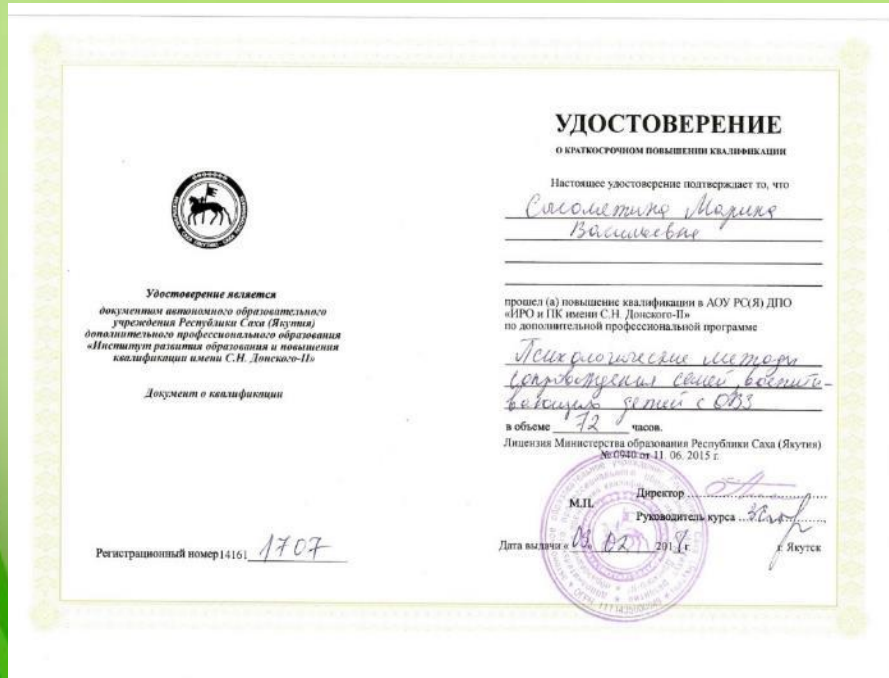 Удостоверение является
документом автономного образовательного
учреждения Республики Саха (Якутия)
дополнительного профессионального образования
«Институт развития образования и повышения
квалификации имени С.Н. Донского-II»
Документ о квалификации
Регистрационный номер 14161 1707
УДОСТОВЕРЕНИЕ
О КРАТКОСРОЧНОМ ПОВЫШЕНИИ КВАЛИФИКАЦИИ
Настоящее удостоверение подтверждает то, что
Марина
Васильевна
прошел (а) повышение квалификации в АОУ РС(Я) ДПО
«ИРО и ПК имени С.Н. Донского-II»
по дополнительной профессиональной программе
Психологические методы
сопровождения семей, воспиты-
вающих детей с ОВЗ
в объеме 72 часов.
Лицензия Министерства образования Республики Саха (Якутия)
№ 0940 от 11. 06. 2015 г.
Директор
М.П.
Руководитель курса
Дата выдачи « 09 » 02 2018 г. г. Якутск